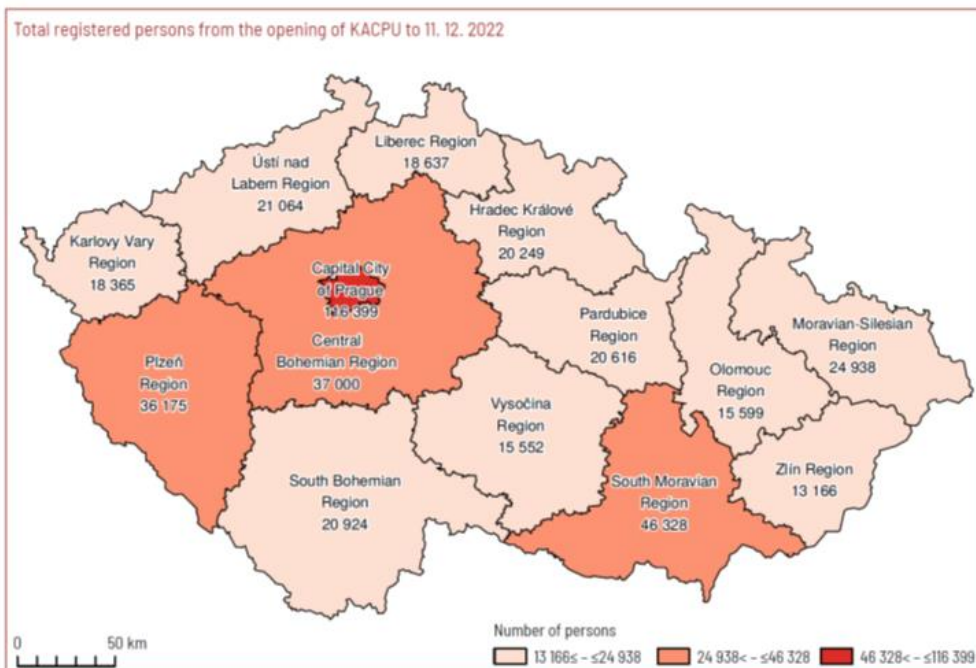 Total registered persons from the opening of KACPU to 11. 12. 2022
Liberec Region
18 637
Ústí nad
Labem Region
21 064
Hradec Králové
Region
20 249
Karlovy Vary
Region
18 365
Capital City
of Prague
116 399
Central
Bohemian Region
37 000
Plzeň
Region
36 175
Pardubice
Region
20 616
Moravian-Silesian
Region
24 938
Olomouc
Region
15 599
Vysočina
Region
15 552
Zlín Region
13 166
South Bohemian
Region
20 924
South Moravian
Region
46 328
0 50 km
Number of persons
13 166≤ – ≤24 938 24 938< – ≤46 328 46 328< – ≤116 399